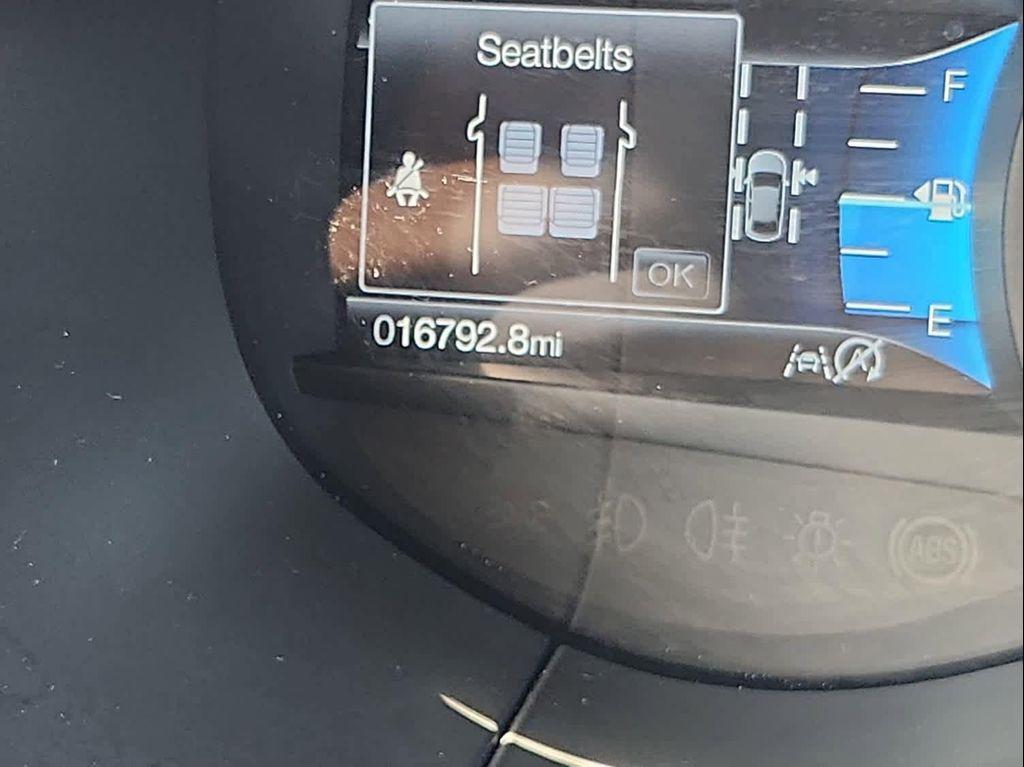 Seatbelts
F
OK
E
016792.8mi
A
ABS